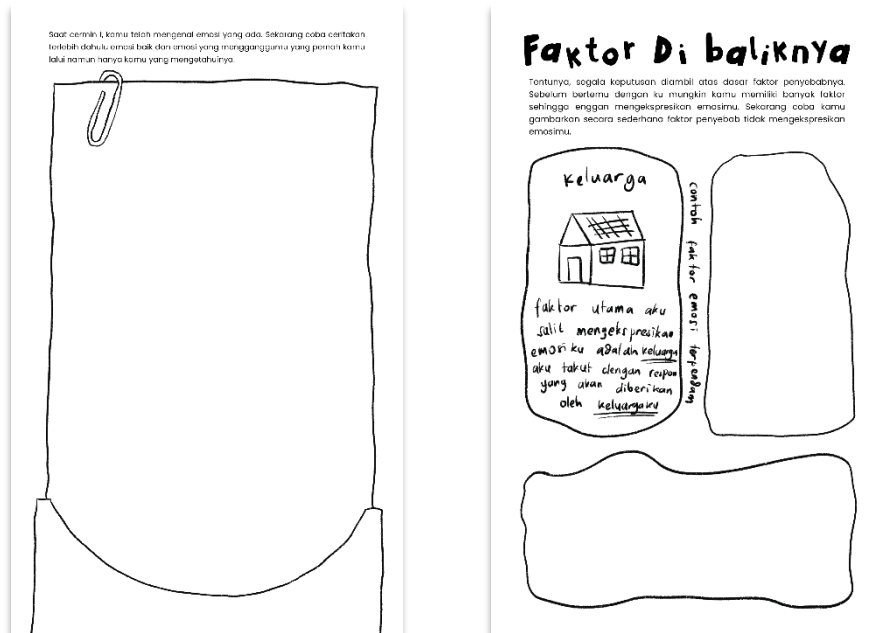 Saat cermin 1, kamu telah mengenal emosi yang ada. Sekarang coba ceritakan
terlebih dahulu emosi baik dan emosi yang mengganggumu yang pernah kamu
lalui namun hanya kamu yang mengetahuinya.
Faktor Di baliknya
Tentunya, segala keputusan diambil atas dasar faktor penyebabnya.
Sebelum bertemu dengan ku mungkin kamu memiliki banyak faktor
sehingga enggan mengekspresikan emosimu. Sekarang coba kamu
gambarkan secara sederhana faktor penyebab tidak mengekspresikan
emosimu.
keluarga
faktor utama aku
sulit mengekspresikan
emosi ku adalah keluarga
aku takut dengan respon
yang akan diberikan
oleh keluargaku
contoh faktor emosi terpendam